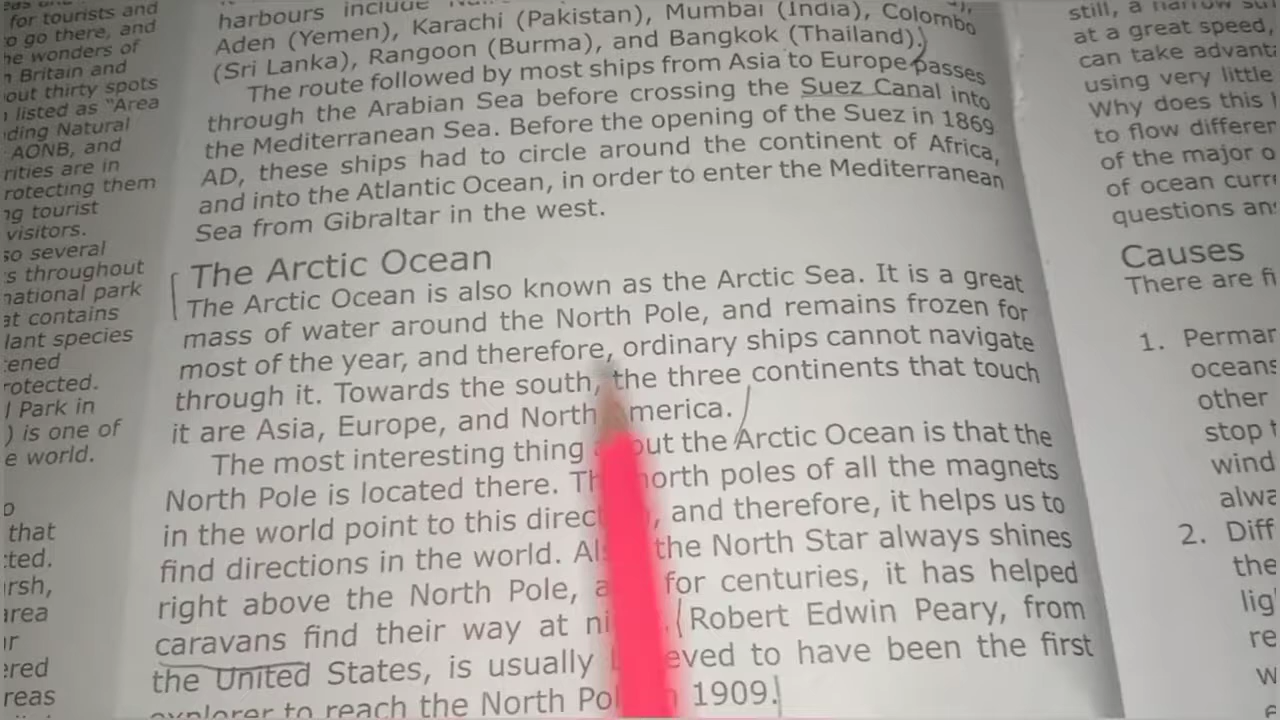 for tourists and
go there, and
wonders of
Britain and
out thirty spots
listed as "Area
ding Natural
AONB, and
rities are in
rotecting them
ng tourist
visitors.
so several
s throughout
national park
at contains
lant species
ened
rotected.
l Park in
) is one of
e world.
that
ted.
rsh,
area
ered
reas
harbours include
Aden (Yemen), Karachi (Pakistan), Mumbai (India), Colombo
(Sri Lanka), Rangoon (Burma), and Bangkok (Thailand).
The route followed by most ships from Asia to Europe passes
through the Arabian Sea before crossing the Suez Canal into
the Mediterranean Sea. Before the opening of the Suez in 1869
AD, these ships had to circle around the continent of Africa,
and into the Atlantic Ocean, in order to enter the Mediterranean
Sea from Gibraltar in the west.
The Arctic Ocean
The Arctic Ocean is also known as the Arctic Sea. It is a great
mass of water around the North Pole, and remains frozen for
most of the year, and therefore, ordinary ships cannot navigate
through it. Towards the south, the three continents that touch
it are Asia, Europe, and North merica.
The most interesting thing out the Arctic Ocean is that the
North Pole is located there. Th north poles of all the magnets
in the world point to this direc , and therefore, it helps us to
find directions in the world. Al the North Star always shines
right above the North Pole, a for centuries, it has helped
caravans find their way at ni . Robert Edwin Peary, from
the United States, is usually eved to have been the first
explorer to reach the North Po 1909.
still, a narrow
at a great speed,
can take advant
using very little
Why does this
to flow differen
of the major o
of ocean curr
questions an
Causes
There are fi
1. Perman
oceans
other
stop t
wind
alwa
2. Diff
the
lig
re
w